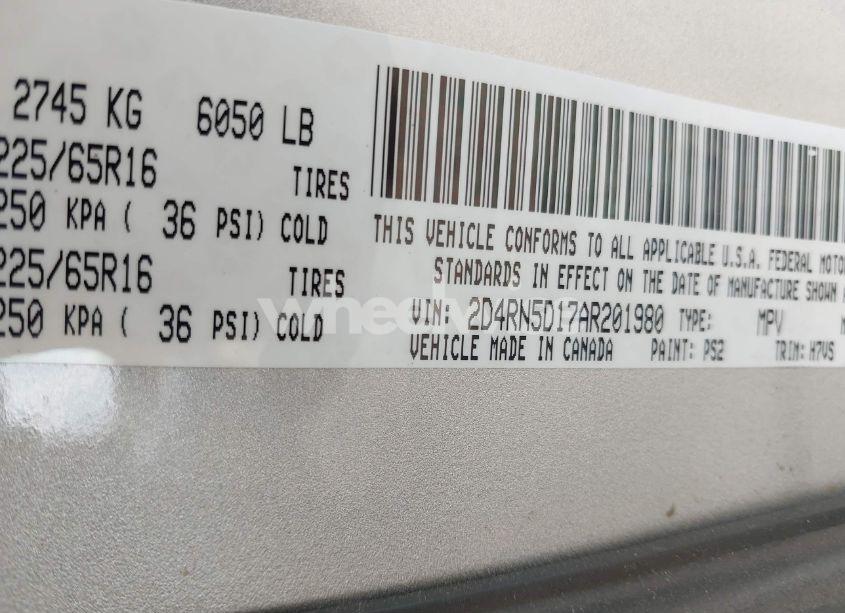 2745 KG 6050 LB
225/65R16 TIRES
250 KPA ( 36 PSI) COLD
225/65R16 TIRES
250 KPA ( 36 PSI) COLD
THIS VEHICLE CONFORMS TO ALL APPLICABLE U.S.A. FEDERAL MOTO
STANDARDS IN EFFECT ON THE DATE OF MANUFACTURE SHOWN A
VIN: 2D4RN5D17AR201980 TYPE: MPV
VEHICLE MADE IN CANADA PAINT: PS2 TRIM: H7VS